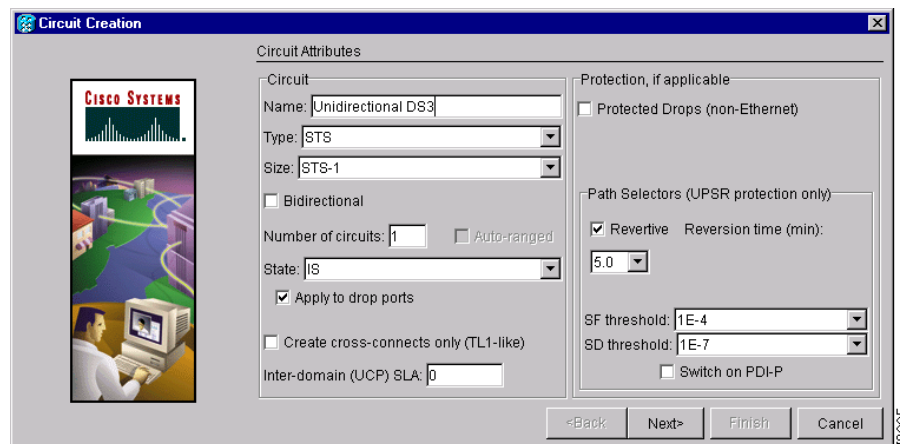 Circuit Creation
Circuit Attributes
CISCO SYSTEMS
Circuit
Name: Unidirectional DS3
Type: STS
Size: STS-1
Bidirectional
Number of circuits: 1
Auto-ranged
State: IS
Apply to drop ports
Create cross-connects only (TL1-like)
Inter-domain (UCP) SLA: 0
Protection, if applicable
Protected Drops (non-Ethernet)
Path Selectors (UPSR protection only)
Revertive Reversion time (min):
5.0
SF threshold: 1E-4
SD threshold: 1E-7
Switch on PDI-P
<Back Next> Finish Cancel